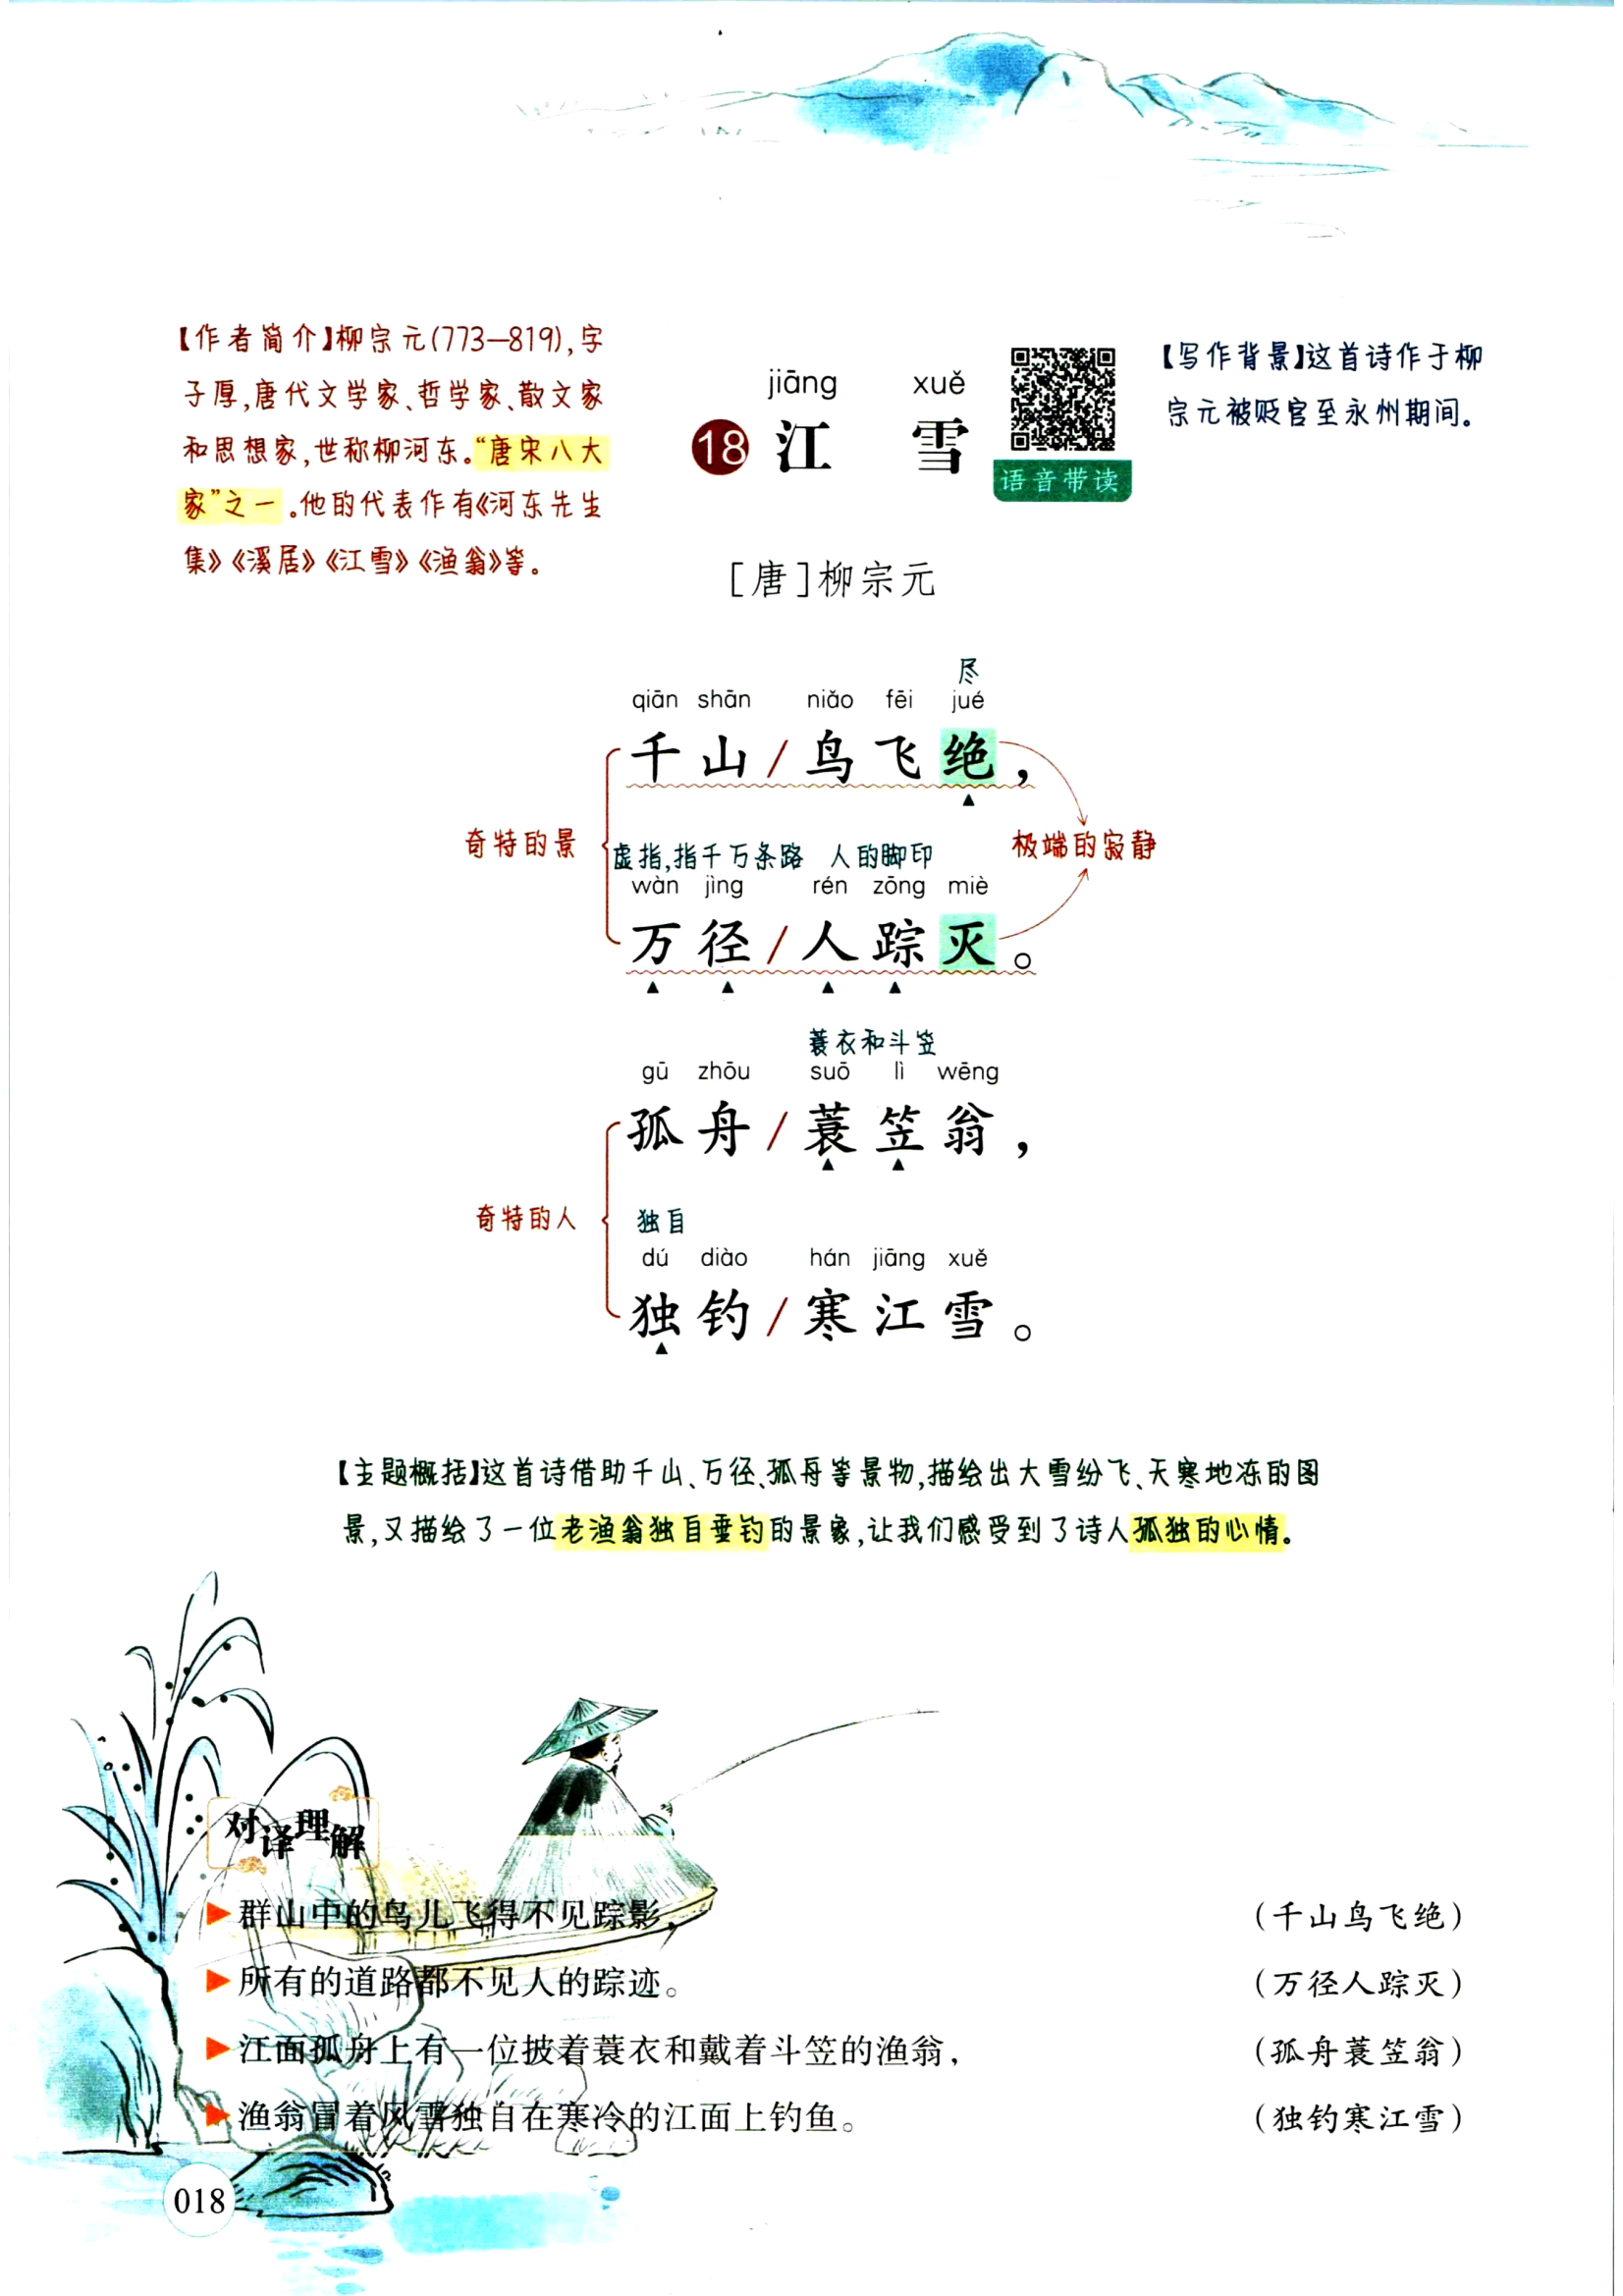 【作者简介】柳宗元(773—819),字
子厚,唐代文学家、哲学家、散文家
和思想家,世称柳河东。“唐宋八大
家”之一。他的代表作有《河东先生
集》《溪居》《江雪》《渔翁》等。
jiāng xuě
18 江 雪
语音带读
【写作背景】这首诗作于柳
宗元被贬官至永州期间。
[唐]柳宗元
尽
qiān shān niǎo fēi jué
千山/鸟飞绝，
奇特的景
极端的寂静
虚指,指千万条路 人的脚印
wàn jìng rén zōng miè
万径/人踪灭。
蓑衣和斗笠
gū zhōu suō lì wēng
孤舟/蓑笠翁，
奇特的人
独自
dú diào hán jiāng xuě
独钓/寒江雪。
【主题概括】这首诗借助千山、万径、孤舟等景物,描绘出大雪纷飞、天寒地冻的图
景,又描绘了一位老渔翁独自垂钓的景象,让我们感受到了诗人孤独的心情。
对译理解
群山中的鸟儿飞得不见踪影， （千山鸟飞绝）
所有的道路都不见人的踪迹。 （万径人踪灭）
江面孤舟上有一位披着蓑衣和戴着斗笠的渔翁， （孤舟蓑笠翁）
渔翁冒着风雪独自在寒冷的江面上钓鱼。 （独钓寒江雪）
018